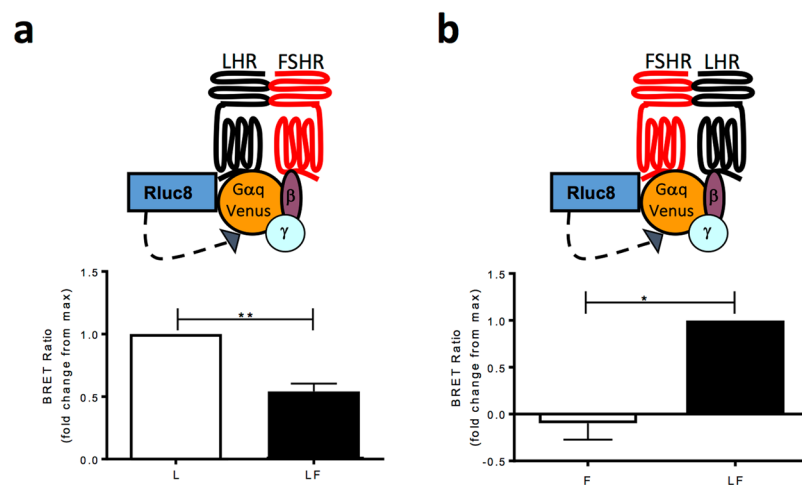 a
LHR FSHR
Rluc8
Gαq
Venus
β
γ
BRET Ratio
(fold change from max)
1.5
1.0
0.5
0.0
**
L
LF
b
FSHR LHR
Rluc8
Gαq
Venus
β
γ
BRET Ratio
(fold change from max)
1.5
1.0
0.5
0.0
-0.5
*
F
LF